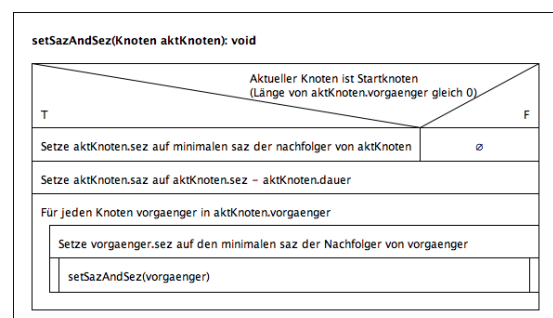 setSazAndSez(Knoten aktKnoten): void
Aktueller Knoten ist Startknoten
(Länge von aktKnoten.vorgaenger gleich 0)
T
F
Setze aktKnoten.sez auf minimalen saz der nachfolger von aktKnoten
ø
Setze aktKnoten.saz auf aktKnoten.sez – aktKnoten.dauer
Für jeden Knoten vorgaenger in aktKnoten.vorgaenger
Setze vorgaenger.sez auf den minimalen saz der Nachfolger von vorgaenger
setSazAndSez(vorgaenger)